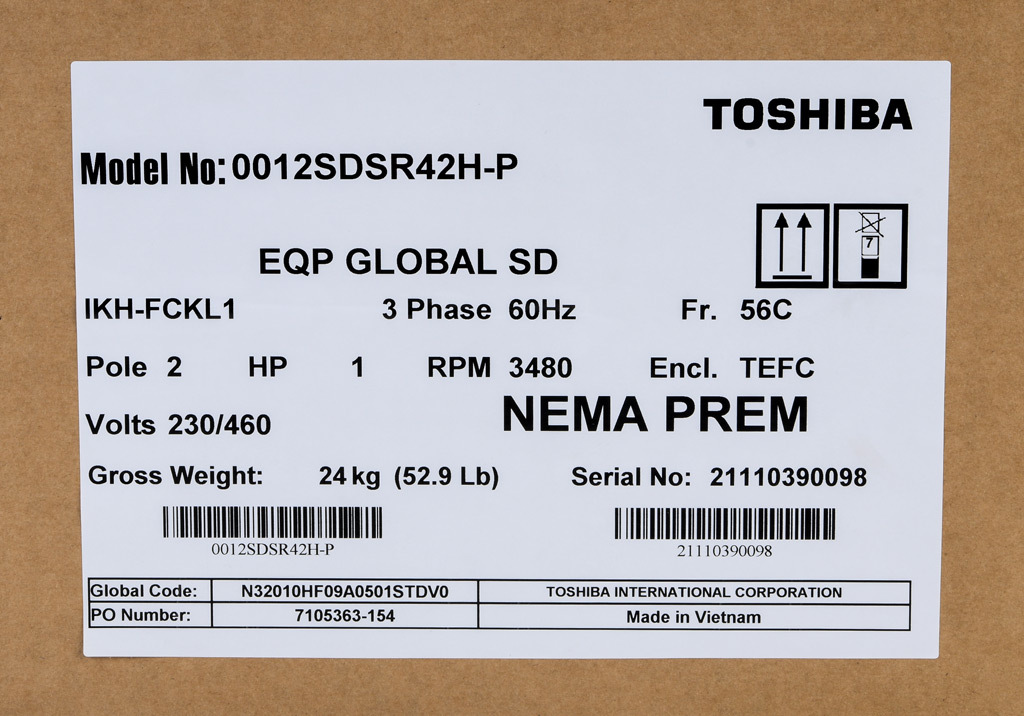 TOSHIBA
Model No: 0012SDSR42H-P
7
EQP GLOBAL SD
IKH-FCKL1 3 Phase 60Hz Fr. 56C
Pole 2 HP 1 RPM 3480 Encl. TEFC
Volts 230/460 NEMA PREM
Gross Weight: 24 kg (52.9 Lb) Serial No: 21110390098
0012SDSR42H-P 21110390098
Global Code: N32010HF09A0501STDV0 TOSHIBA INTERNATIONAL CORPORATION
PO Number: 7105363-154 Made in Vietnam